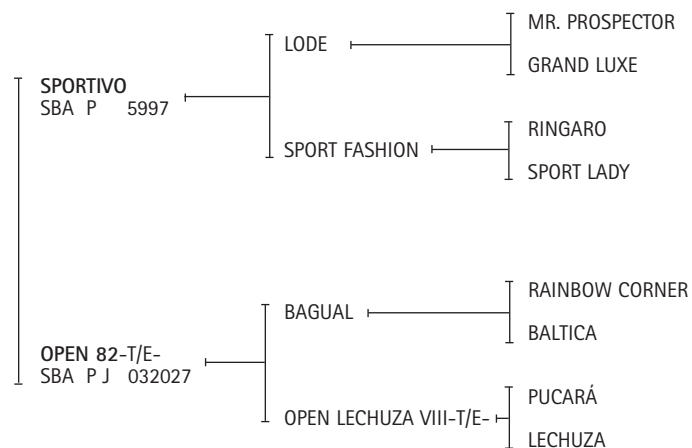 MR. PROSPECTOR
LODE
GRAND LUXE
SPORTIVO
SBA P 5997
RINGARO
SPORT FASHION
SPORT LADY
RAINBOW CORNER
BAGUAL
BALTICA
OPEN 82-T/E-
SBA P J 032027
PUCARÁ
OPEN LECHUZA VIII-T/E-
LECHUZA